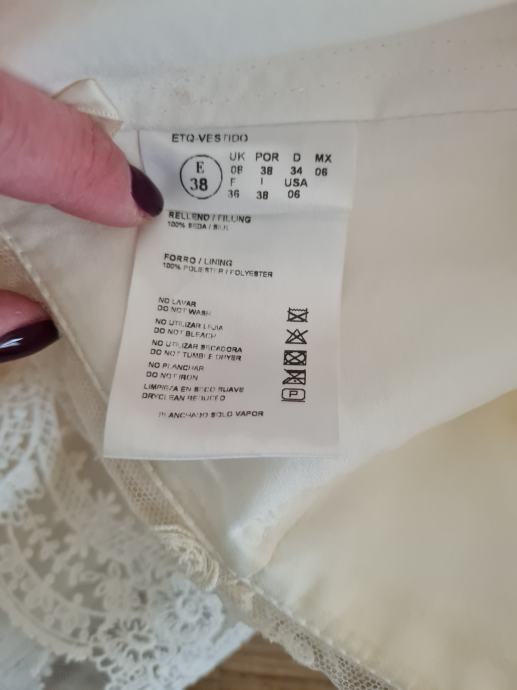 ETQ-VESTIDO
UK POR D MX
E 08 38 34 06
38 F I USA
36 38 06
RELLENO / FILLING
100% SEDA / SILK
FORRO / LINING
100% POLIESTER / POLYESTER
NO LAVAR
DO NOT WASH
NO UTILIZAR LEJIA
DO NOT BLEACH
NO UTILIZAR SECADORA
DO NOT TUMBLE DRYER
NO PLANCHAR
DO NOT IRON
LIMPIEZA EN SECO SUAVE
DRYCLEAN REDUCED
P
PLANCHADO SOLO VAPOR